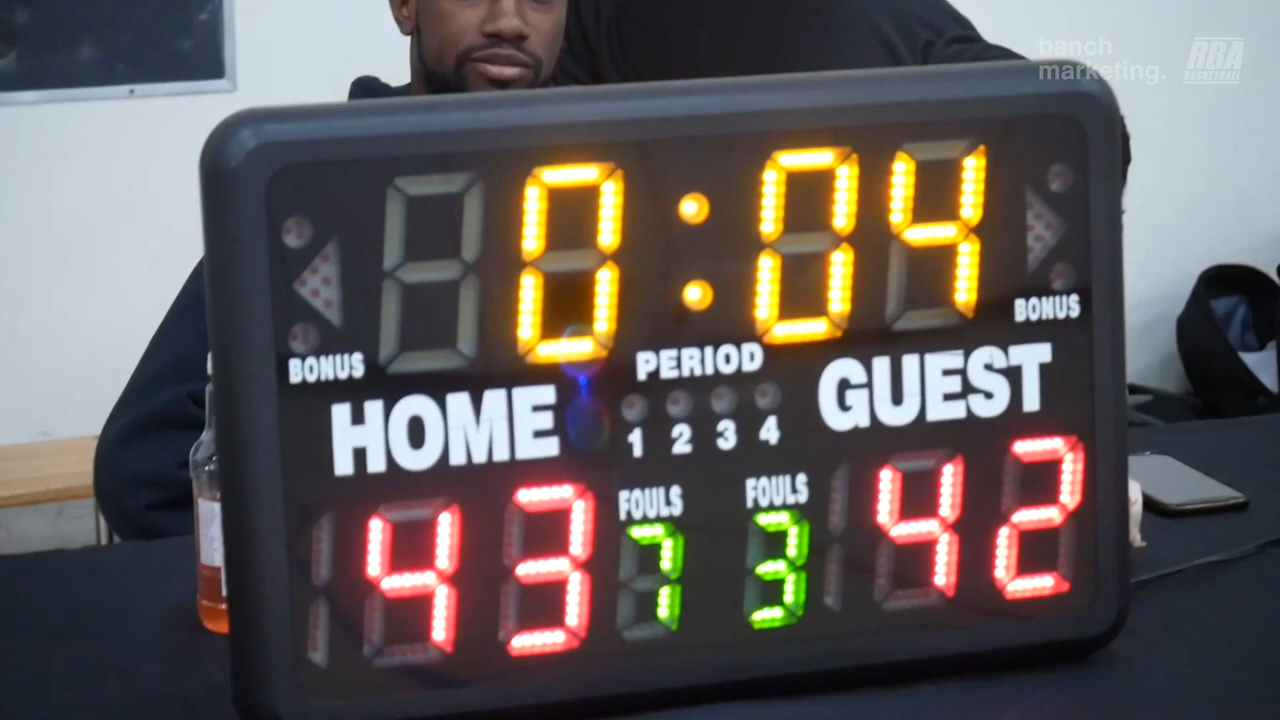 banch
marketing.
RBA
BASKETBALL
0:04
BONUS
BONUS
PERIOD
HOME
GUEST
1 2 3 4
FOULS
FOULS
43
7
3
42